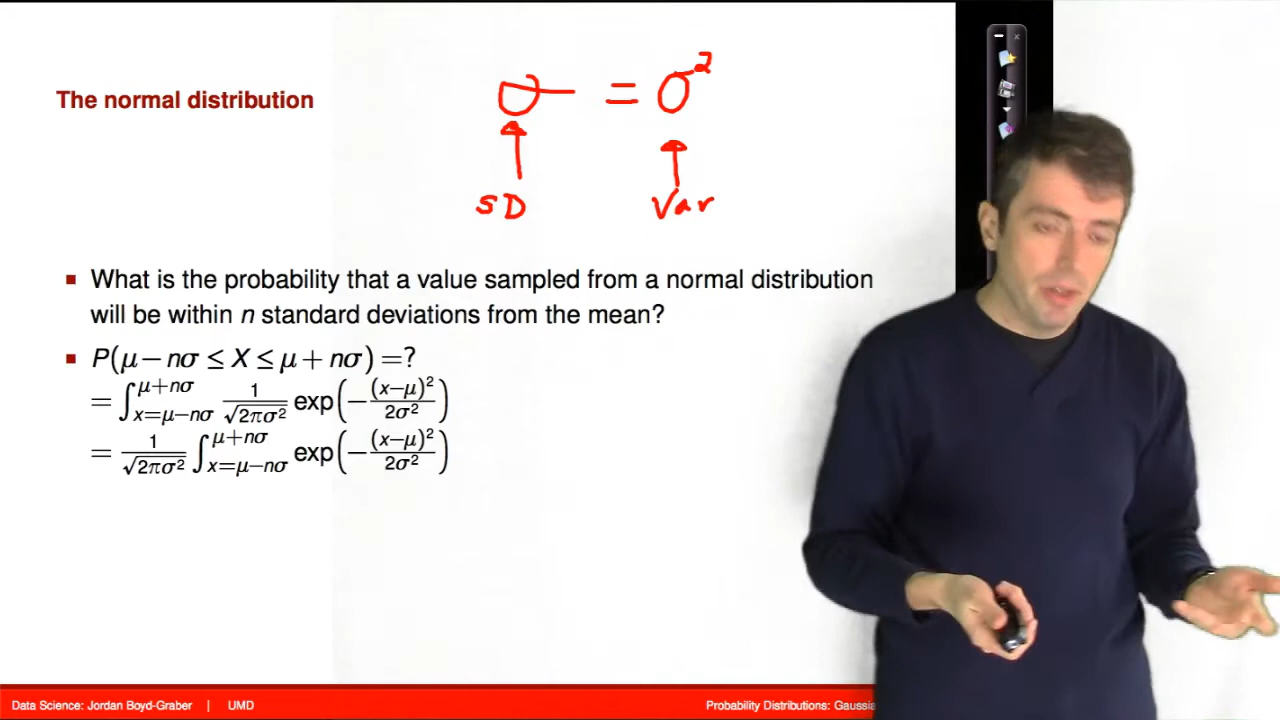 The normal distribution
σ = σ²
SD Var
What is the probability that a value sampled from a normal distribution
will be within n standard deviations from the mean?
P(μ − nσ ≤ X ≤ μ + nσ) =?
= ∫_{x=μ−nσ}^{μ+nσ} 1/√(2πσ²) exp(−(x−μ)²/2σ²)
= 1/√(2πσ²) ∫_{x=μ−nσ}^{μ+nσ} exp(−(x−μ)²/2σ²)
Data Science: Jordan Boyd-Graber | UMD Probability Distributions: Gaussia